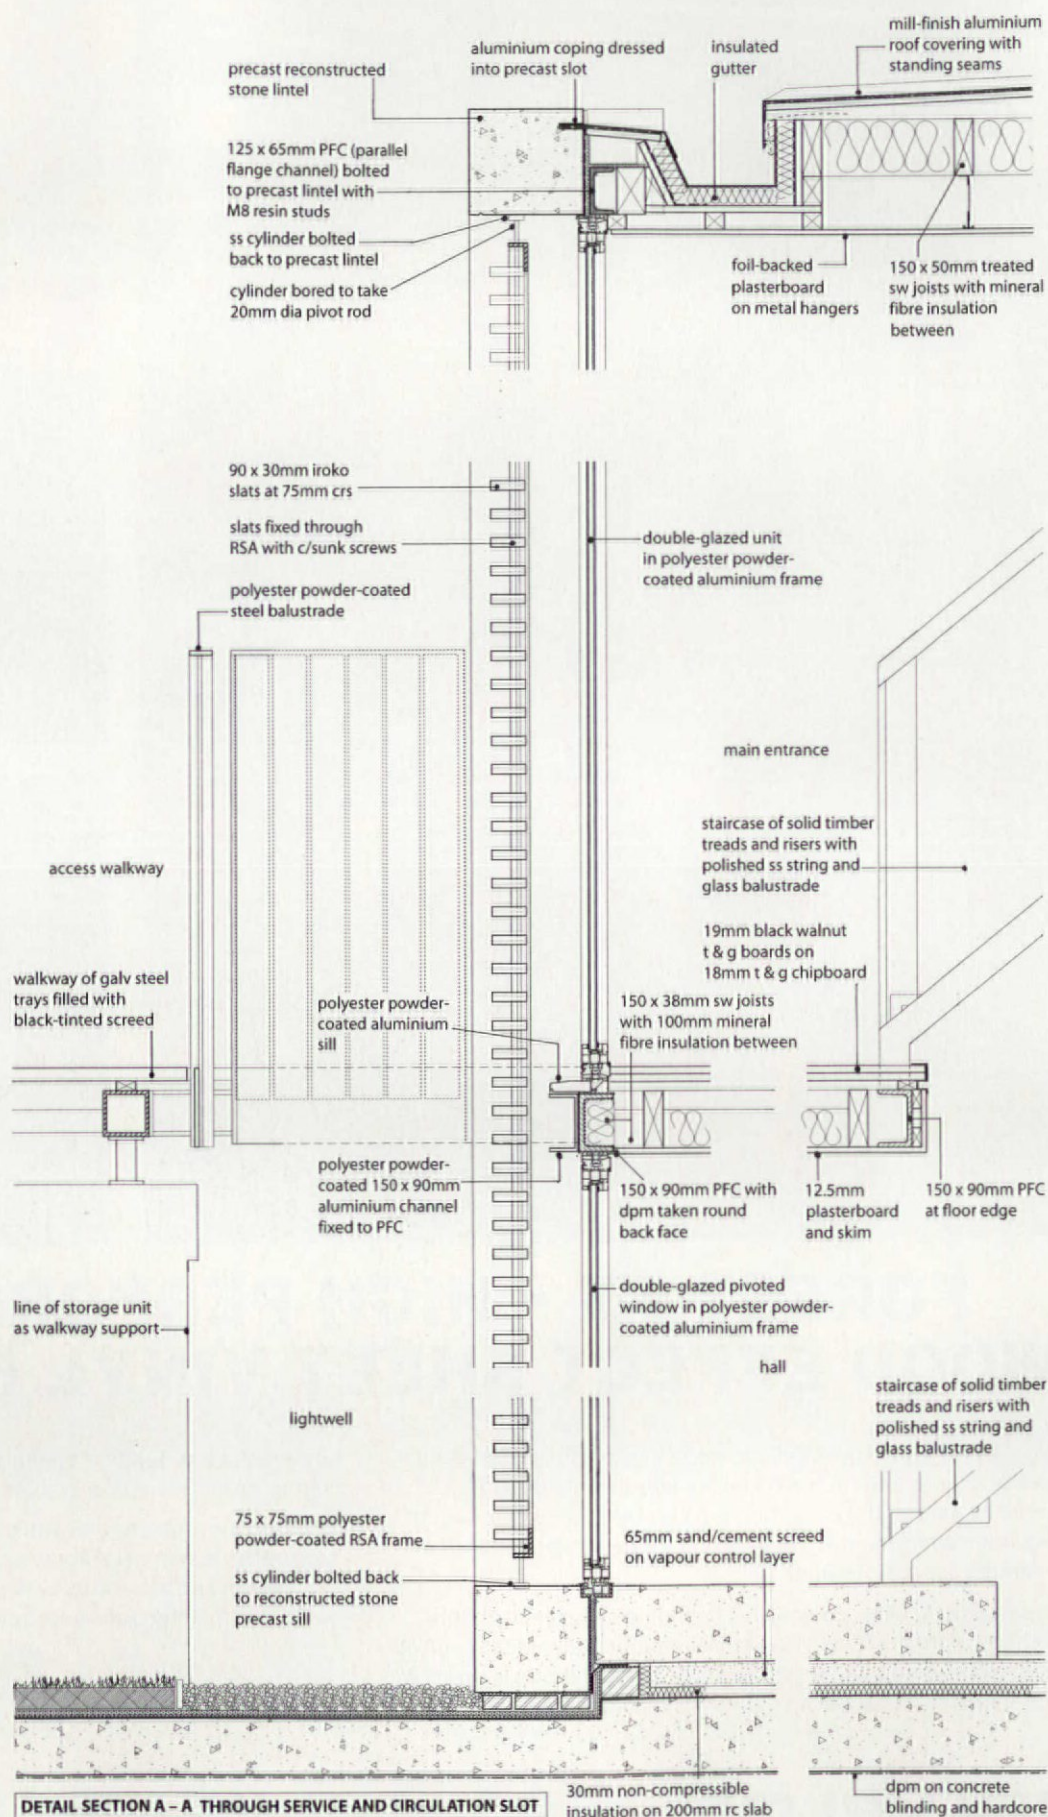 mill-finish aluminium
roof covering with
standing seams
aluminium coping dressed
into precast slot
insulated
gutter
precast reconstructed
stone lintel
125 x 65mm PFC (parallel
flange channel) bolted
to precast lintel with
M8 resin studs
ss cylinder bolted
back to precast lintel
cylinder bored to take
20mm dia pivot rod
foil-backed
plasterboard
on metal hangers
150 x 50mm treated
sw joists with mineral
fibre insulation
between
90 x 30mm iroko
slats at 75mm crs
slats fixed through
RSA with c/sunk screws
polyester powder-coated
steel balustrade
double-glazed unit
in polyester powder-
coated aluminium frame
main entrance
staircase of solid timber
treads and risers with
polished ss string and
glass balustrade
access walkway
19mm black walnut
t & g boards on
18mm t & g chipboard
walkway of galv steel
trays filled with
black-tinted screed
polyester powder-
coated aluminium
sill
150 x 38mm sw joists
with 100mm mineral
fibre insulation between
polyester powder-
coated 150 x 90mm
aluminium channel
fixed to PFC
150 x 90mm PFC with
dpm taken round
back face
12.5mm
plasterboard
and skim
150 x 90mm PFC
at floor edge
line of storage unit
as walkway support
double-glazed pivoted
window in polyester powder-
coated aluminium frame
hall
lightwell
staircase of solid timber
treads and risers with
polished ss string and
glass balustrade
75 x 75mm polyester
powder-coated RSA frame
65mm sand/cement screed
on vapour control layer
ss cylinder bolted back
to reconstructed stone
precast sill
DETAIL SECTION A – A THROUGH SERVICE AND CIRCULATION SLOT
30mm non-compressible
insulation on 200mm rc slab
dpm on concrete
blinding and hardcore